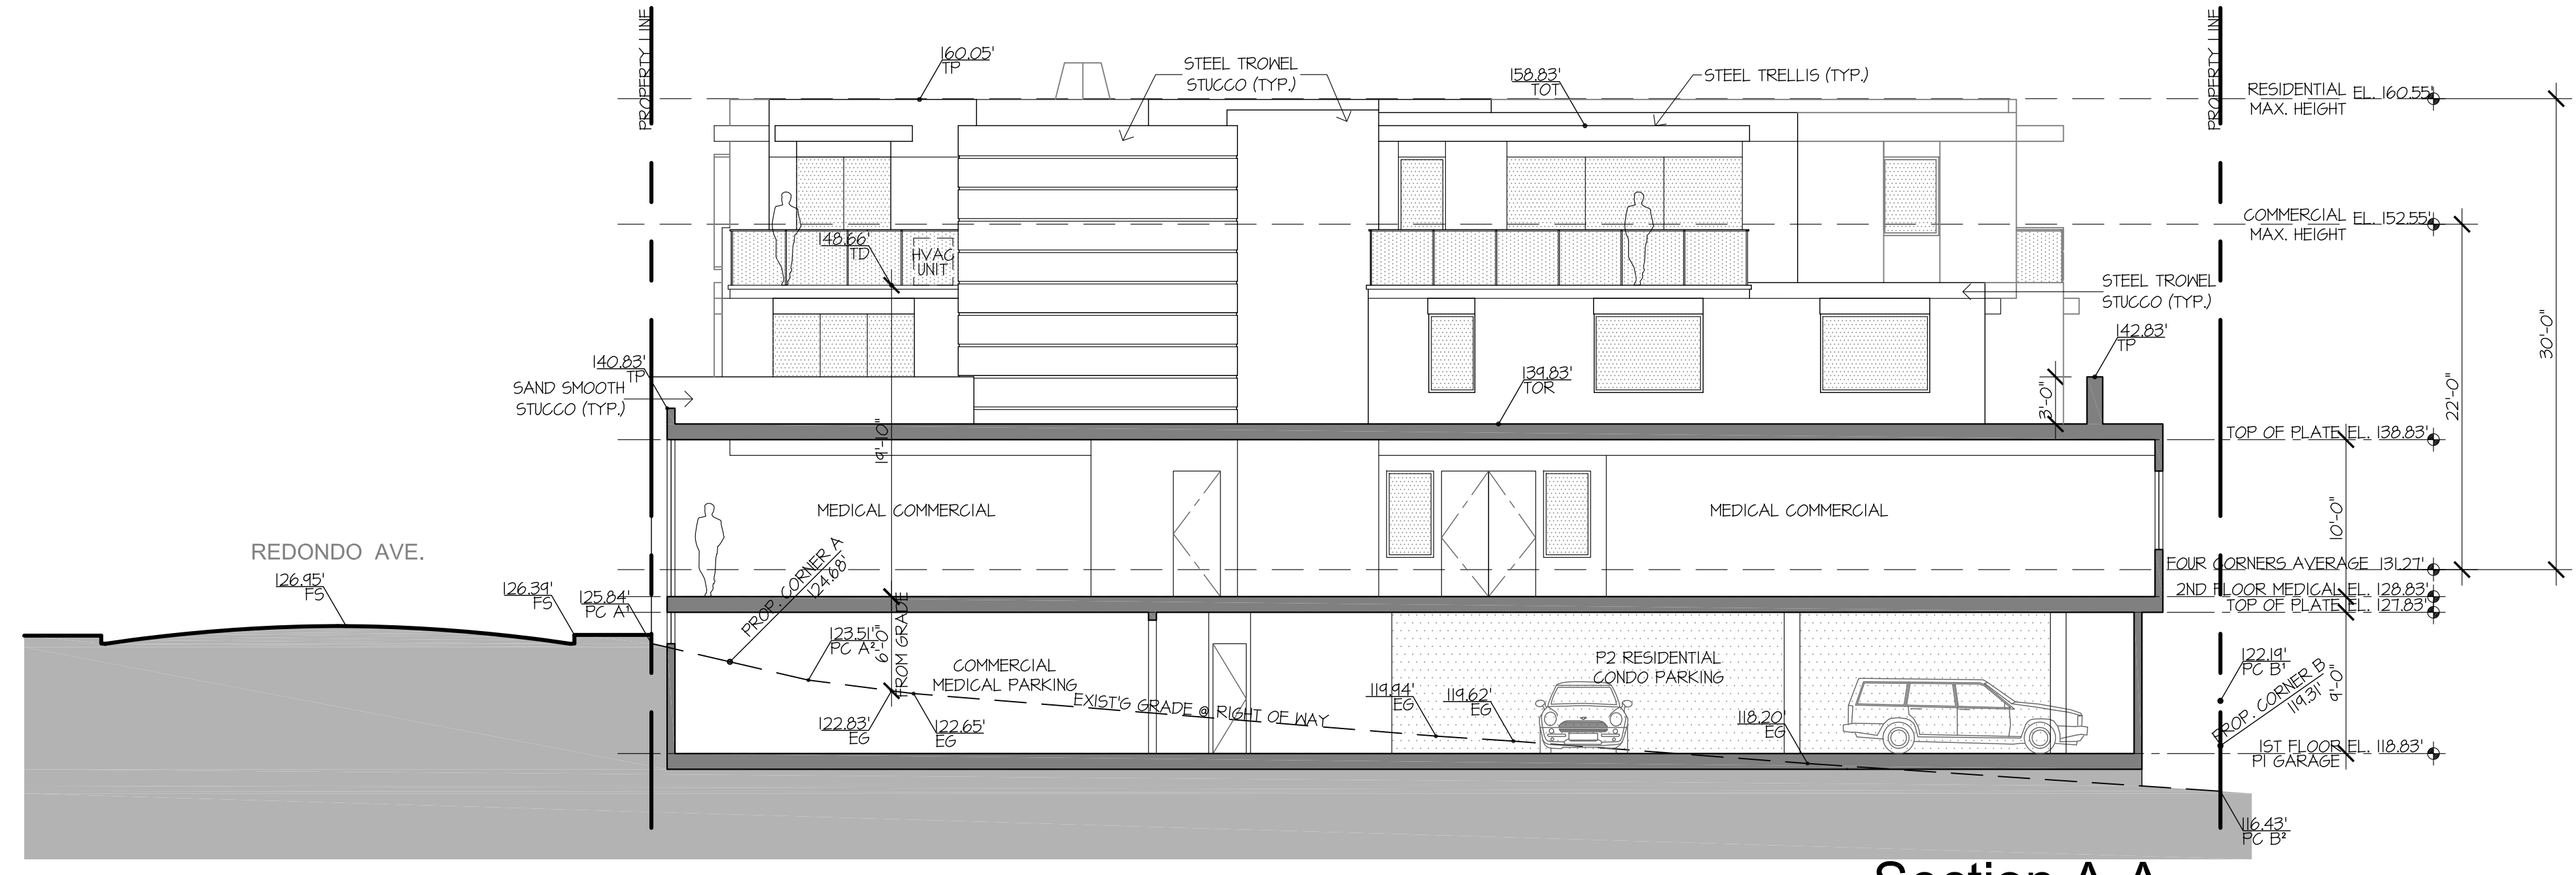 PROPERTY LINE
PROPERTY LINE
160.05'
TP
STEEL TROWEL
STUCCO (TYP.)
158.83'
TOT
STEEL TRELLIS (TYP.)
RESIDENTIAL EL. 160.55'
MAX. HEIGHT
COMMERCIAL EL. 152.55'
MAX. HEIGHT
148.66'
TD
HVAC
UNIT
STEEL TROWEL
STUCCO (TYP.)
142.83'
TP
30'-0"
22'-0"
140.83'
TP
SAND SMOOTH
STUCCO (TYP.)
139.83'
TOR
3'-0"
19'-10"
TOP OF PLATE EL. 138.83'
MEDICAL COMMERCIAL
MEDICAL COMMERCIAL
10'-0"
REDONDO AVE.
126.95'
FS
126.39'
FS
125.84'
PC A¹
PROP. CORNER A
124.68'
FOUR CORNERS AVERAGE 131.27'
2ND FLOOR MEDICAL EL. 128.83'
TOP OF PLATE EL. 127.83'
123.51'
PC A²
6'-0"
FROM GRADE
COMMERCIAL
MEDICAL PARKING
P2 RESIDENTIAL
CONDO PARKING
EXIST'G GRADE @ RIGHT OF WAY
122.83'
EG
122.65'
EG
119.94'
EG
119.62'
EG
118.20'
EG
122.19'
PC B¹
PROP. CORNER B
119.31'
9'-0"
1ST FLOOR EL. 118.83'
P1 GARAGE
116.43'
PC B²
Section A-A